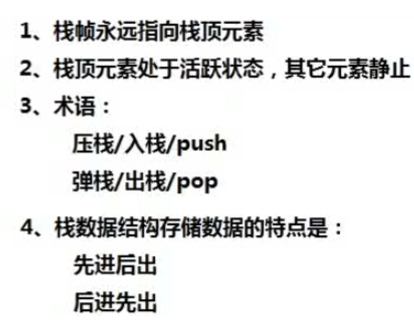 1、栈帧永远指向栈顶元素
2、栈顶元素处于活跃状态，其它元素静止
3、术语：
压栈/入栈/push
弹栈/出栈/pop
4、栈数据结构存储数据的特点是：
先进后出
后进先出